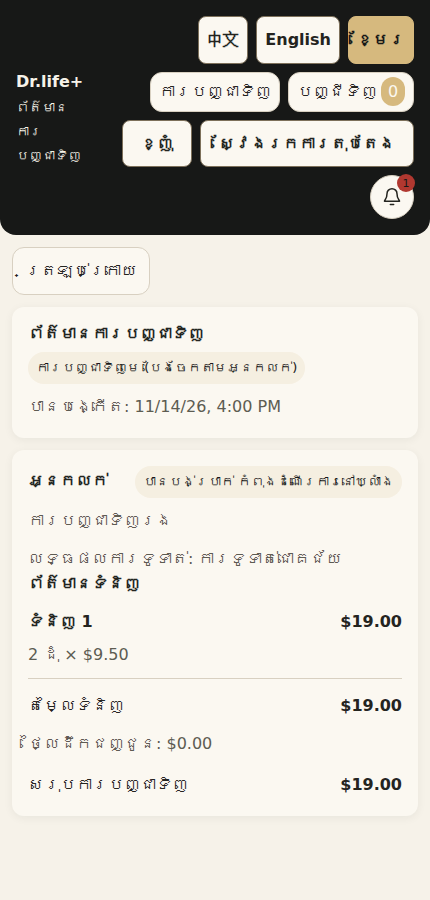 中文
English
ខ្មែរ
Dr.life+
ព័ត៌មាន
ការ
បញ្ជាទិញ
ការបញ្ជាទិញ
បញ្ជីទិញ 0
ខ្ញុំ
ស្វែងរកការតុបតែង
1
ត្រឡប់ក្រោយ
ព័ត៌មានការបញ្ជាទិញ
ការបញ្ជាទិញមេ (បែងចែកតាមអ្នកលក់)
បានបង្កើត: 11/14/26, 4:00 PM
អ្នកលក់
បានបង់ប្រាក់ កំពុងដំណើរការនៅឃ្លាំង
ការបញ្ជាទិញរង
លទ្ធផលការទូទាត់: ការទូទាត់ជោគជ័យ
ព័ត៌មានទំនិញ
ទំនិញ 1 $19.00
2 ដុំ × $9.50
តម្លៃទំនិញ $19.00
ថ្លៃដឹកជញ្ជូន: $0.00
សរុបការបញ្ជាទិញ $19.00